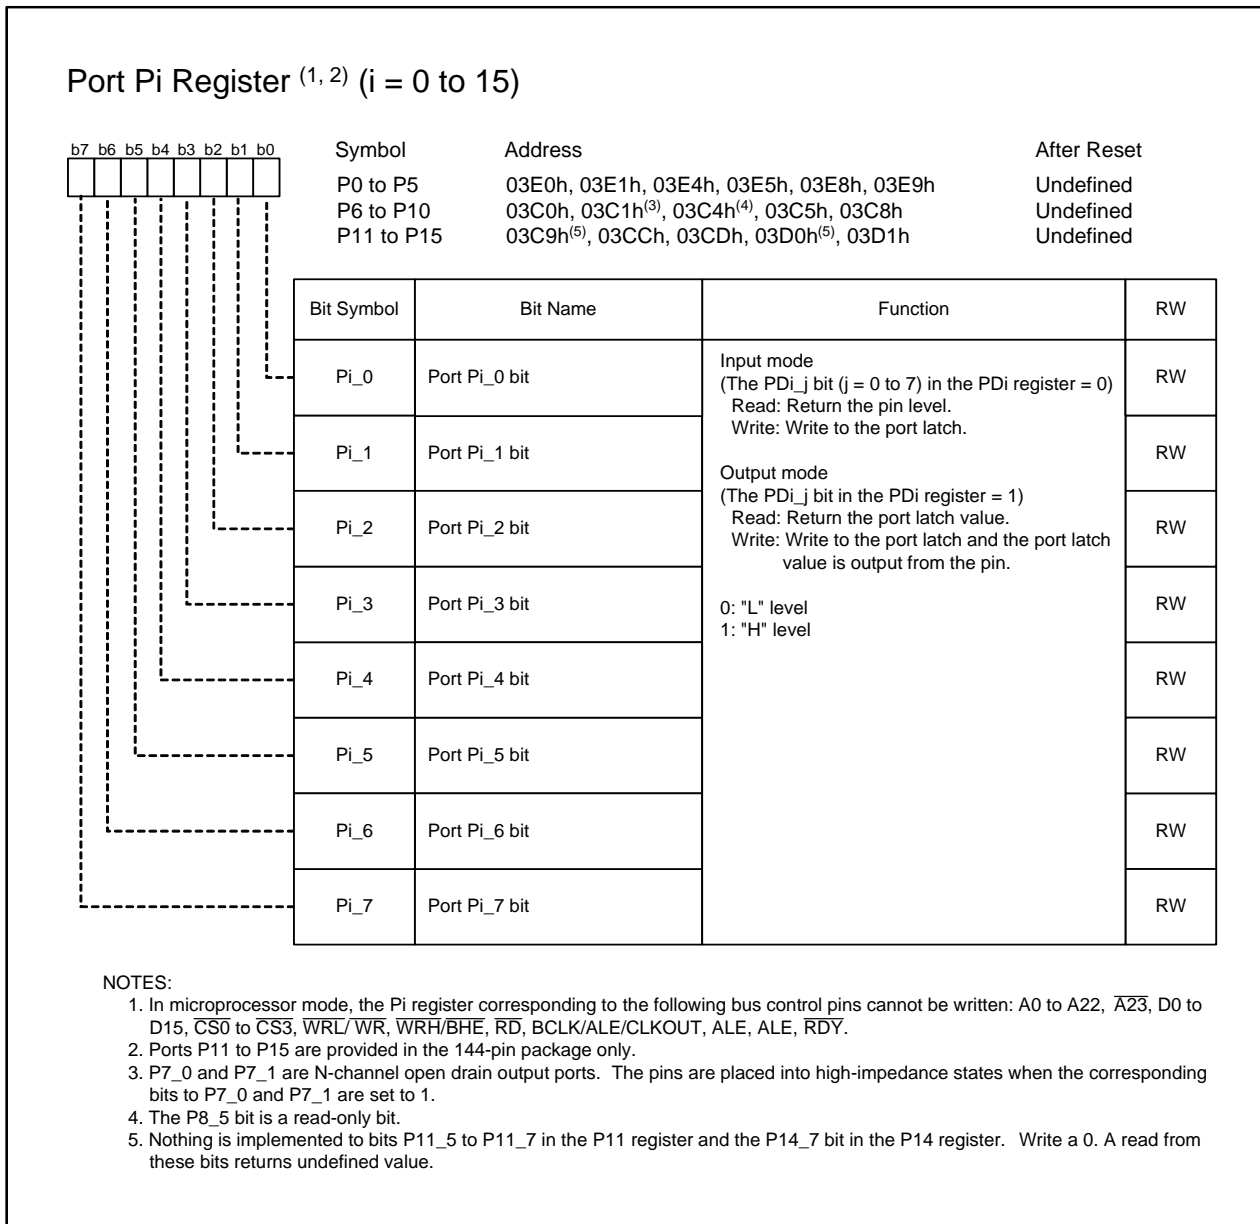 Port Pi Register (1, 2) (i = 0 to 15)
b7 b6 b5 b4 b3 b2 b1 b0
Symbol Address After Reset
P0 to P5 03E0h, 03E1h, 03E4h, 03E5h, 03E8h, 03E9h Undefined
P6 to P10 03C0h, 03C1h(3), 03C4h(4), 03C5h, 03C8h Undefined
P11 to P15 03C9h(5), 03CCh, 03CDh, 03D0h(5), 03D1h Undefined
Bit Symbol Bit Name Function RW
Pi_0 Port Pi_0 bit RW
Pi_1 Port Pi_1 bit RW
Pi_2 Port Pi_2 bit RW
Pi_3 Port Pi_3 bit RW
Pi_4 Port Pi_4 bit RW
Pi_5 Port Pi_5 bit RW
Pi_6 Port Pi_6 bit RW
Pi_7 Port Pi_7 bit RW
Input mode
(The PDi_j bit (j = 0 to 7) in the PDi register = 0)
Read: Return the pin level.
Write: Write to the port latch.
Output mode
(The PDi_j bit in the PDi register = 1)
Read: Return the port latch value.
Write: Write to the port latch and the port latch
value is output from the pin.
0: "L" level
1: "H" level
NOTES:
1. In microprocessor mode, the Pi register corresponding to the following bus control pins cannot be written: A0 to A22, A̅2̅3̅, D0 to
D15, C̅S̅0̅ to C̅S̅3̅, W̅R̅L̅/ W̅R̅, W̅R̅H̅/B̅H̅E̅, R̅D̅, BCLK/ALE/CLKOUT, ALE, ALE, R̅D̅Y̅.
2. Ports P11 to P15 are provided in the 144-pin package only.
3. P7_0 and P7_1 are N-channel open drain output ports. The pins are placed into high-impedance states when the corresponding
bits to P7_0 and P7_1 are set to 1.
4. The P8_5 bit is a read-only bit.
5. Nothing is implemented to bits P11_5 to P11_7 in the P11 register and the P14_7 bit in the P14 register. Write a 0. A read from
these bits returns undefined value.